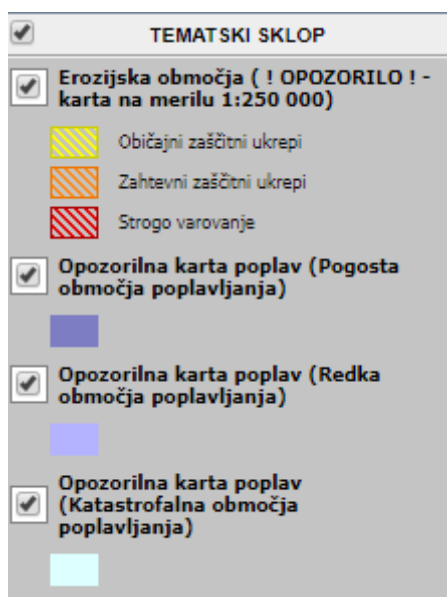 TEMATSKI SKLOP
Erozijska območja ( ! OPOZORILO ! -
karta na merilu 1:250 000)
Običajni zaščitni ukrepi
Zahtevni zaščitni ukrepi
Strogo varovanje
Opozorilna karta poplav (Pogosta
območja poplavljanja)
Opozorilna karta poplav (Redka
območja poplavljanja)
Opozorilna karta poplav
(Katastrofalna območja
poplavljanja)